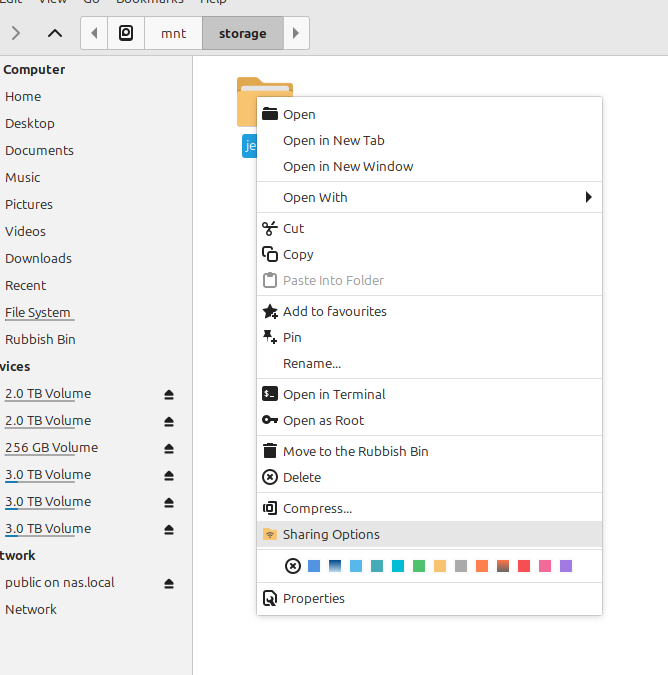 Edit View Go Bookmarks Help
mnt
storage
Computer
Home
Desktop
Documents
Music
Pictures
Videos
Downloads
Recent
File System
Rubbish Bin
vices
2.0 TB Volume
2.0 TB Volume
256 GB Volume
3.0 TB Volume
3.0 TB Volume
3.0 TB Volume
twork
public on nas.local
Network
je
Open
Open in New Tab
Open in New Window
Open With
Cut
Copy
Paste Into Folder
Add to favourites
Pin
Rename...
Open in Terminal
Open as Root
Move to the Rubbish Bin
Delete
Compress...
Sharing Options
Properties